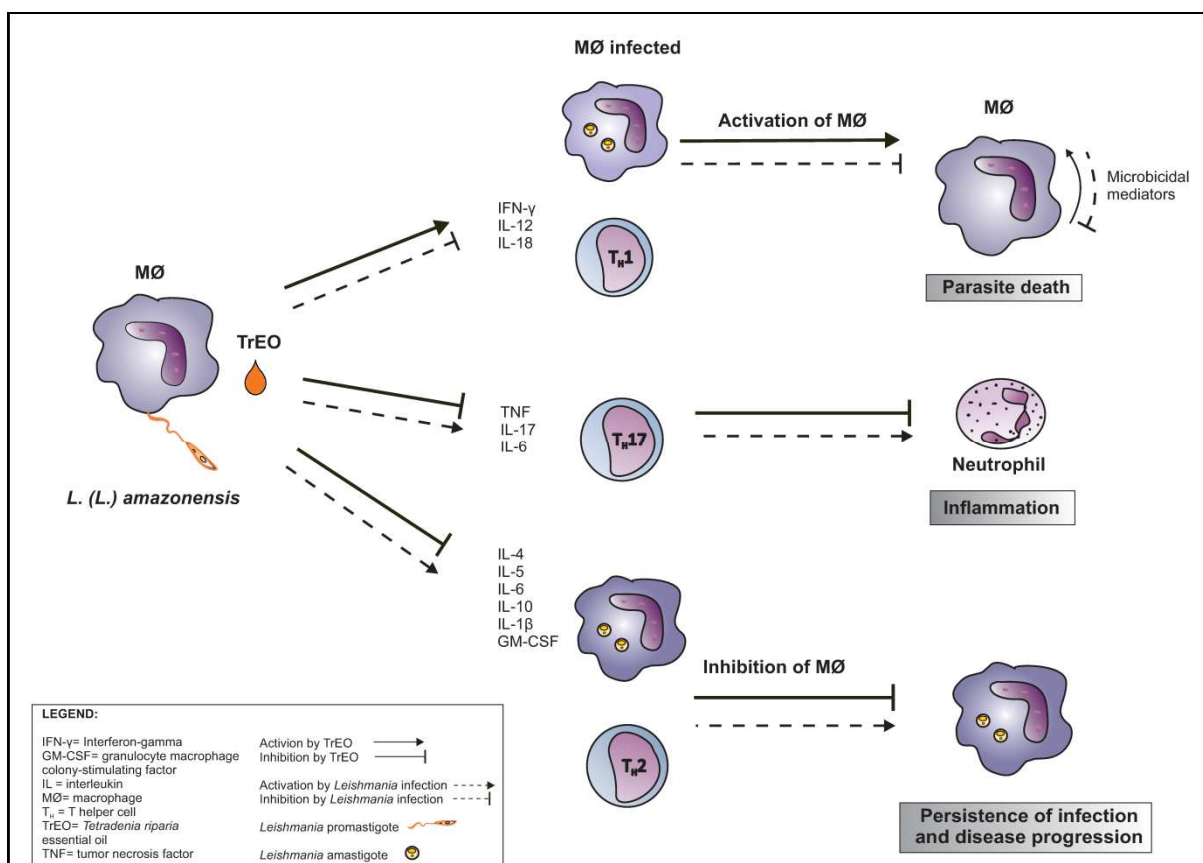 MØ infected
Activation of MØ
MØ
Microbicidal
mediators
IFN-γ
IL-12
IL-18
TH1
Parasite death
MØ
TrEO
L. (L.) amazonensis
TNF
IL-17
IL-6
TH17
Neutrophil
Inflammation
IL-4
IL-5
IL-6
IL-10
IL-1β
GM-CSF
Inhibition of MØ
TH2
Persistence of infection
and disease progression
LEGEND:
IFN-γ= Interferon-gamma
GM-CSF= granulocyte macrophage
colony-stimulating factor
IL = interleukin
MØ= macrophage
TH = T helper cell
TrEO= Tetradenia riparia
essential oil
TNF= tumor necrosis factor
Activion by TrEO
Inhibition by TrEO
Activation by Leishmania infection
Inhibition by Leishmania infection
Leishmania promastigote
Leishmania amastigote